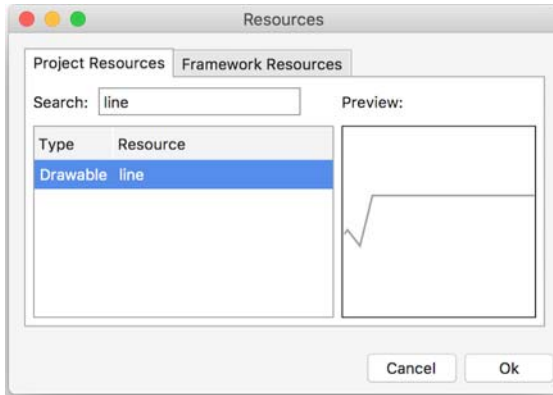 Resources
Project Resources Framework Resources
Search: line Preview:
Type Resource
Drawable line
Cancel Ok